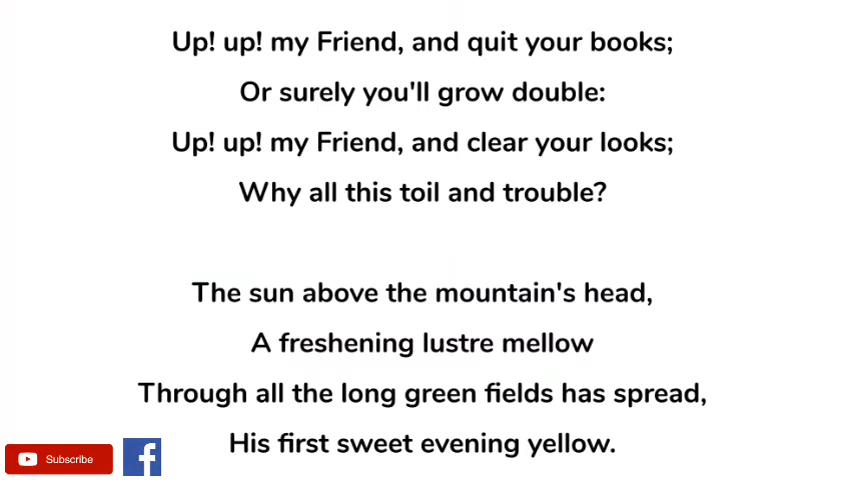 Up! up! my Friend, and quit your books;
Or surely you'll grow double:
Up! up! my Friend, and clear your looks;
Why all this toil and trouble?
The sun above the mountain's head,
A freshening lustre mellow
Through all the long green fields has spread,
His first sweet evening yellow.
Subscribe